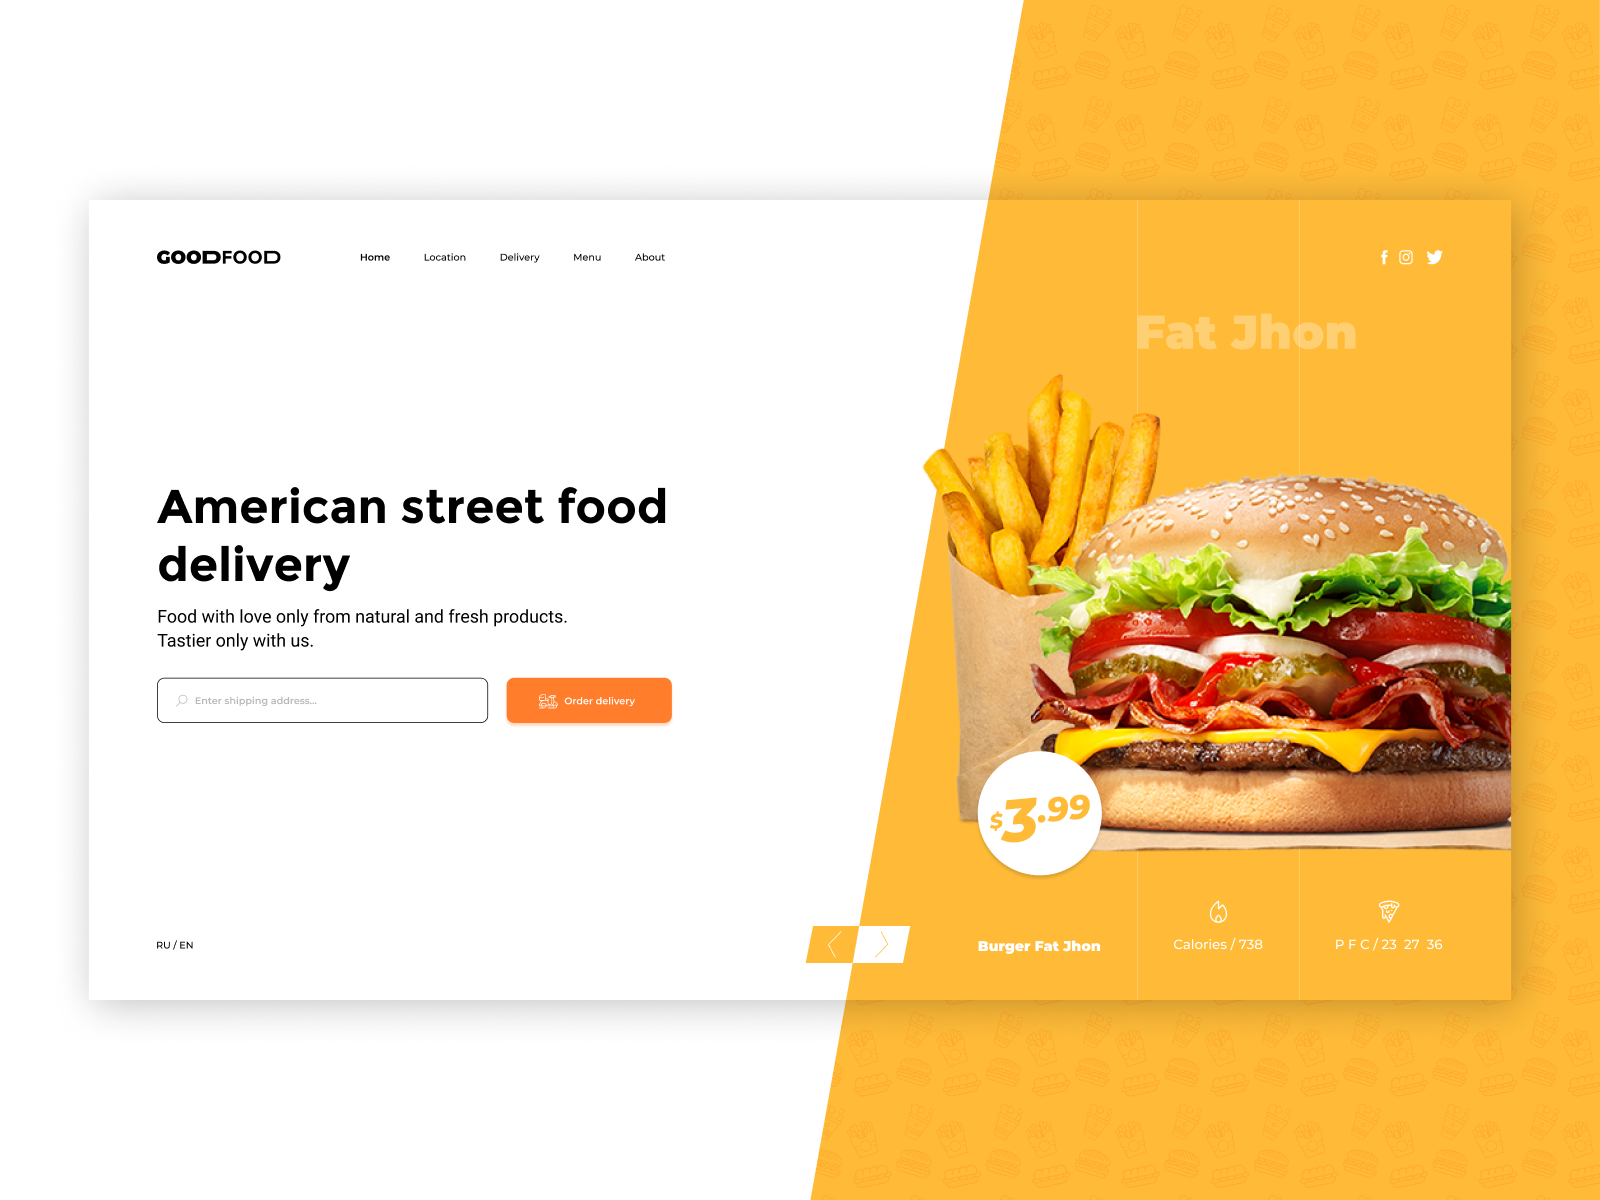 GOODFOOD
Home Location Delivery Menu About
Fat Jhon
American street food
delivery
Food with love only from natural and fresh products.
Tastier only with us.
Enter shipping address...
Order delivery
$3.99
RU / EN
Burger Fat Jhon
Calories / 738
P F C / 23 27 36